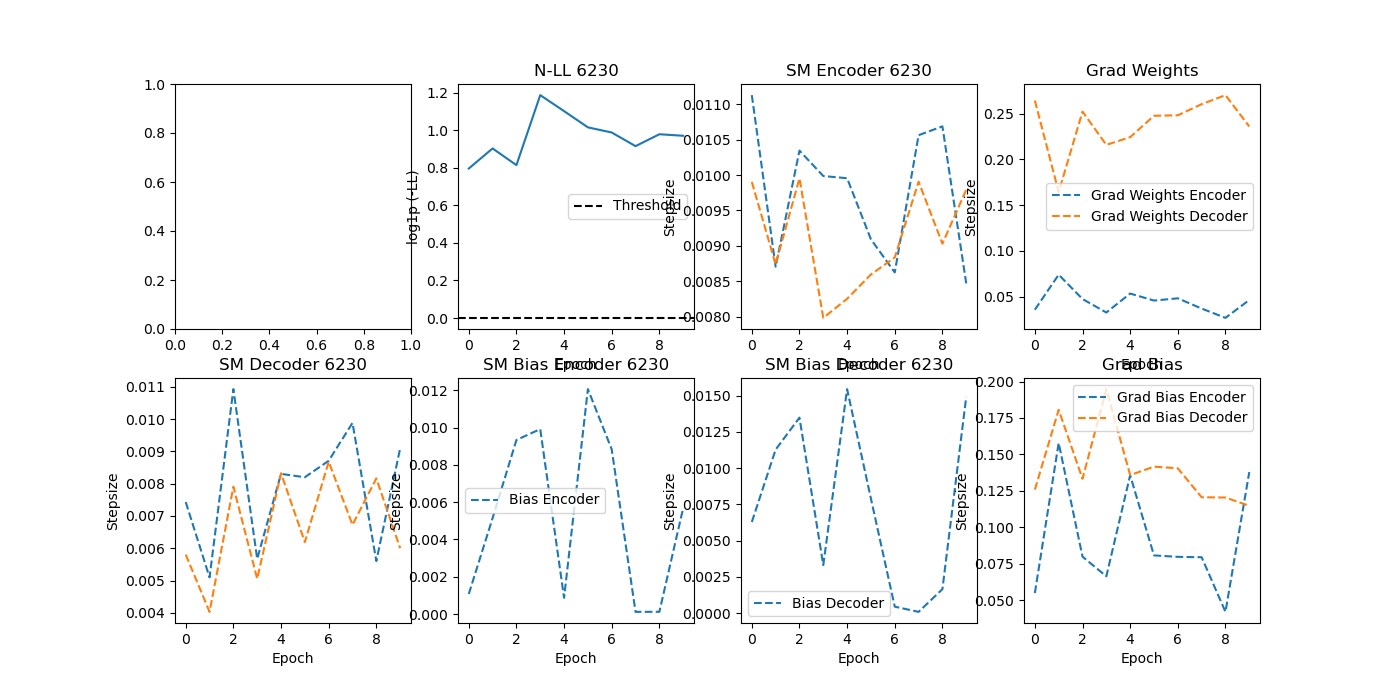 N-LL 6230
SM Encoder 6230
Grad Weights
1.0
0.8
0.6
0.4
0.2
0.0
0.0 0.2 0.4 0.6 0.8 1.0
log1p (-LL)
1.2
1.0
0.8
0.6
0.4
0.2
0.0
0 2 4 6 8
Epoch
Threshold
Stepsize
0.0110
0.0105
0.0100
0.0095
0.0090
0.0085
0.0080
0 2 4 6 8
Epoch
Stepsize
0.25
0.20
0.15
0.10
0.05
0 2 4 6 8
Epoch
Grad Weights Encoder
Grad Weights Decoder
SM Decoder 6230
SM Bias Encoder 6230
SM Bias Decoder 6230
Grad Bias
Stepsize
0.011
0.010
0.009
0.008
0.007
0.006
0.005
0.004
0 2 4 6 8
Epoch
Stepsize
0.012
0.010
0.008
0.006
0.004
0.002
0.000
0 2 4 6 8
Epoch
Bias Encoder
Stepsize
0.0150
0.0125
0.0100
0.0075
0.0050
0.0025
0.0000
0 2 4 6 8
Epoch
Bias Decoder
0.200
0.175
0.150
0.125
0.100
0.075
0.050
0 2 4 6 8
Epoch
Grad Bias Encoder
Grad Bias Decoder